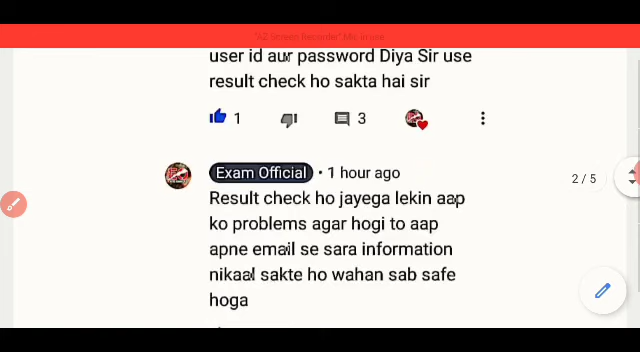 "AZ Screen Recorder" Mic in use
user id aur password Diya Sir use
result check ho sakta hai sir
1 3
Exam Official • 1 hour ago
2 / 5
Result check ho jayega lekin aap
ko problems agar hogi to aap
apne email se sara information
nikaal sakte ho wahan sab safe
hoga